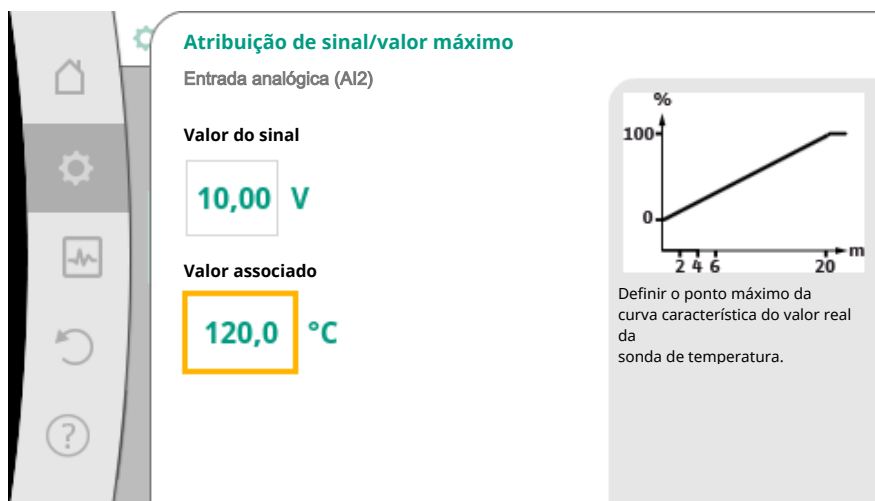 Atribuição de sinal/valor máximo
Entrada analógica (AI2)
Valor do sinal
10,00 V
Valor associado
120,0 °C
%
100
0
2 4 6 20
m
Definir o ponto máximo da
curva característica do valor real
da
sonda de temperatura.
?